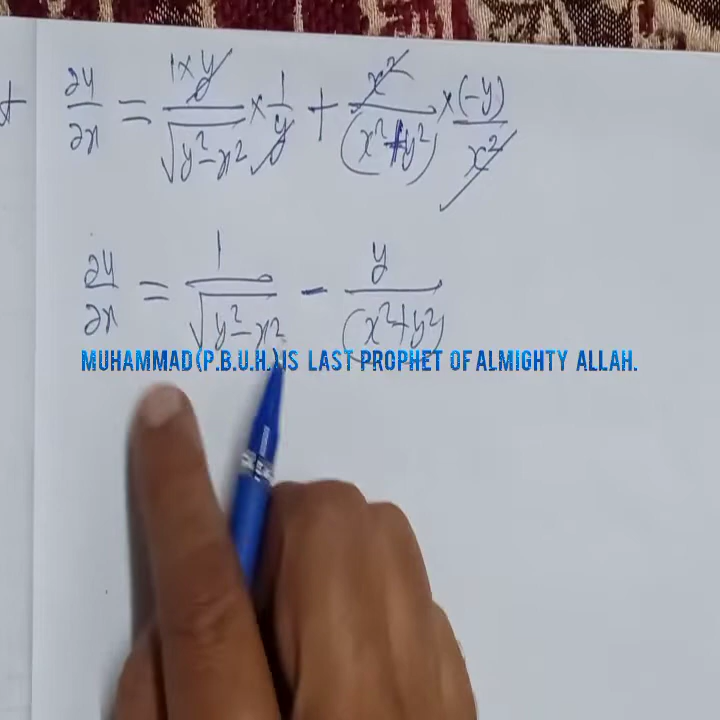 ∂u/∂x = (1×y)/√(y²−x²) × 1/y + x²/(x²+y²) × (−y)/x²
∂u/∂x = 1/√(y²−x²) − y/(x²+y²)
MUHAMMAD(P.B.U.H.)IS LAST PROPHET OF ALMIGHTY ALLAH.